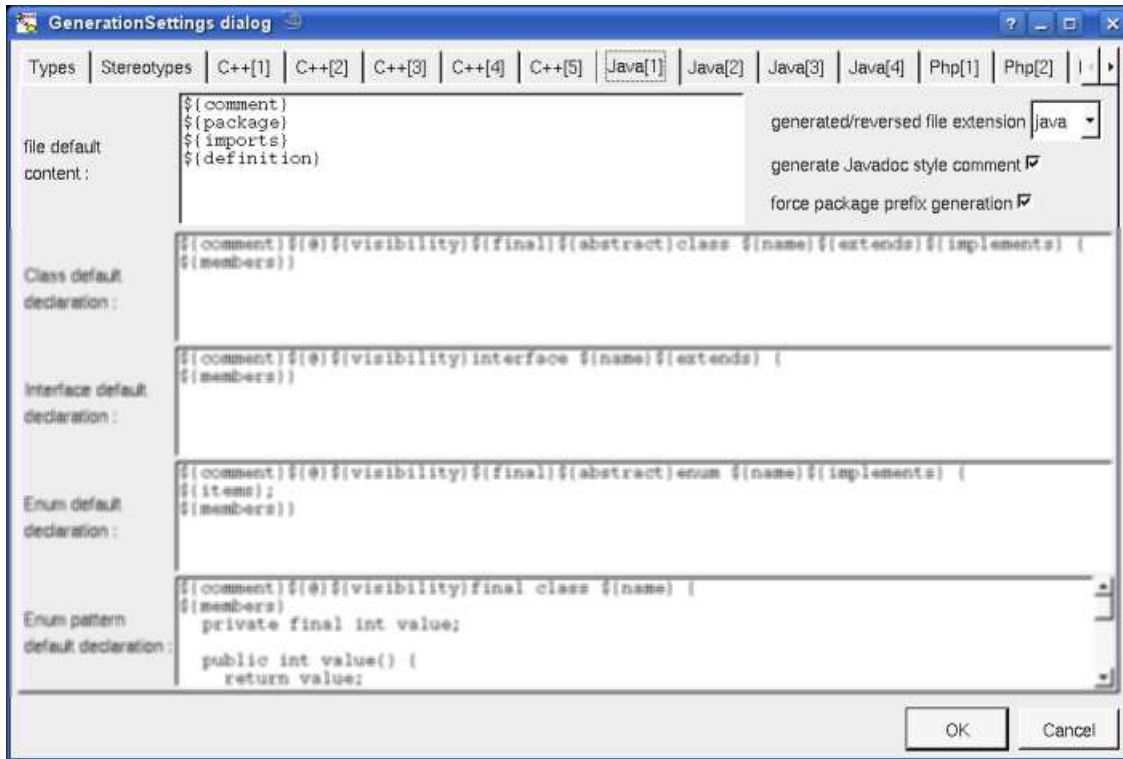 GenerationSettings dialog
Types Stereotypes C++[1] C++[2] C++[3] C++[4] C++[5] Java[1] Java[2] Java[3] Java[4] Php[1] Php[2]
file default
content :
${comment}
${package}
${imports}
${definition}
generated/reversed file extension java
generate Javadoc style comment
force package prefix generation
Class default
declaration :
${comment}${@}${visibility}${final}${abstract}class ${name}${extends}${implements} {
${members}}
Interface default
declaration :
${comment}${@}${visibility}interface ${name}${extends} {
${members}}
Enum default
declaration :
${comment}${@}${visibility}${final}${abstract}enum ${name}${implements} {
${items};
${members}}
Enum pattern
default declaration :
${comment}${@}${visibility}final class ${name} {
${members}
private final int value;
public int value() {
return value;
OK Cancel